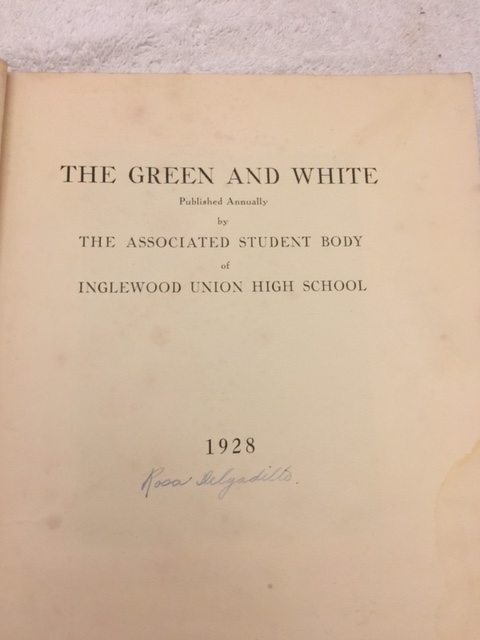 THE GREEN AND WHITE
Published Annually
by
THE ASSOCIATED STUDENT BODY
of
INGLEWOOD UNION HIGH SCHOOL
1928
Rosa Delgadillo.